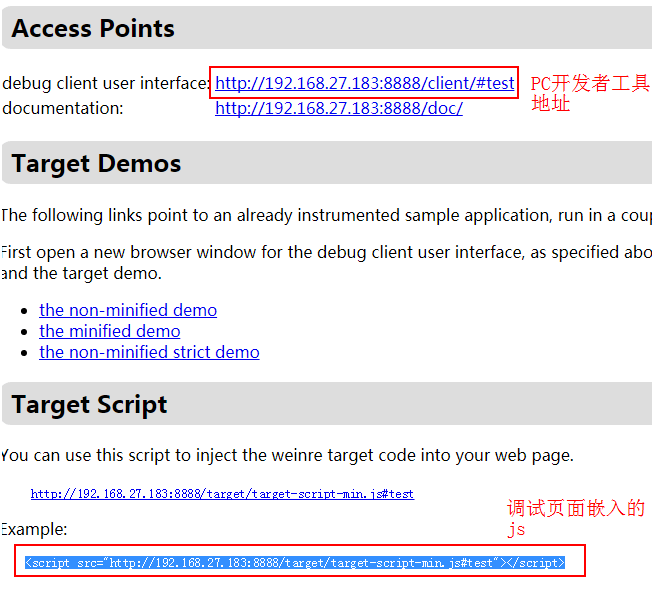 Access Points
debug client user interface: http://192.168.27.183:8888/client/#test
PC开发者工具
地址
documentation: http://192.168.27.183:8888/doc/
Target Demos
The following links point to an already instrumented sample application, run in a cou
First open a new browser window for the debug client user interface, as specified abo
and the target demo.
the non-minified demo
the minified demo
the non-minified strict demo
Target Script
You can use this script to inject the weinre target code into your web page.
http://192.168.27.183:8888/target/target-script-min.js#test
调试页面嵌入的
js
Example:
<script src="http://192.168.27.183:8888/target/target-script-min.js#test"></script>